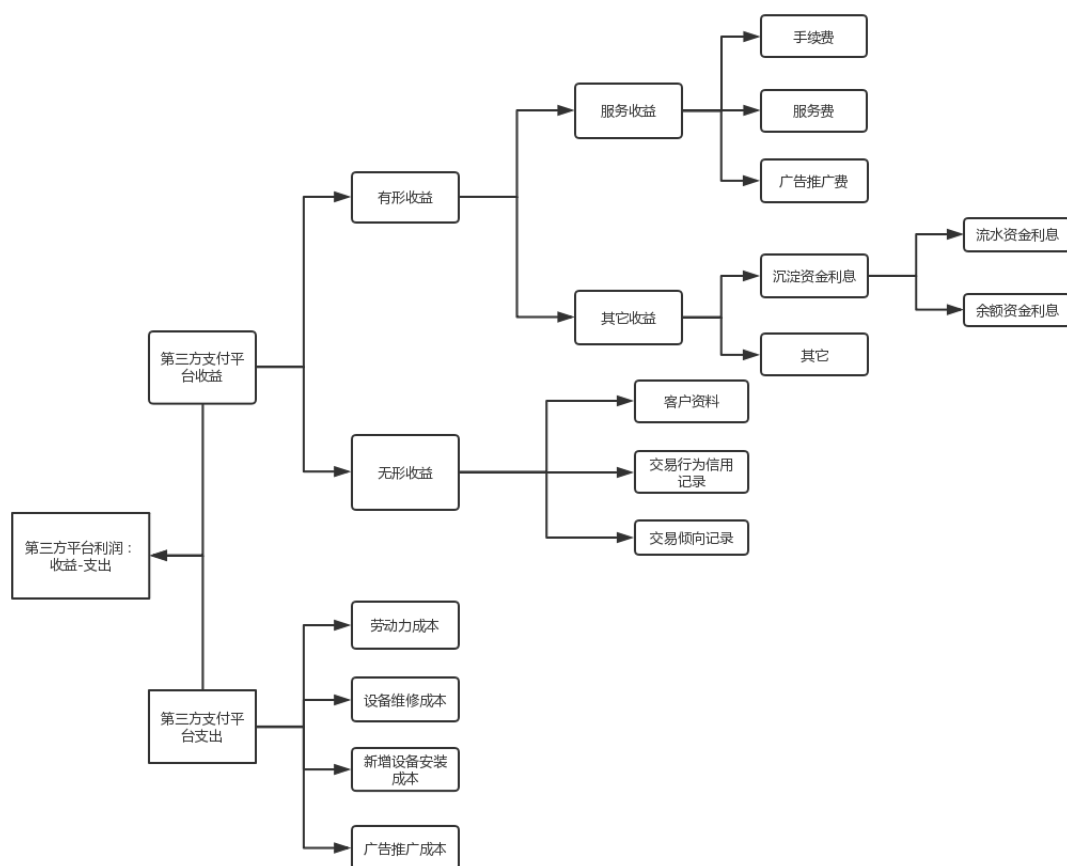 手续费
服务费
服务收益
广告推广费
有形收益
流水资金利息
沉淀资金利息
余额资金利息
其它收益
其它
第三方支付平
台收益
客户资料
无形收益
交易行为信用
记录
交易倾向记录
第三方平台利润：
收益-支出
劳动力成本
设备维修成本
第三方支付平
台支出
新增设备安装
成本
广告推广成本